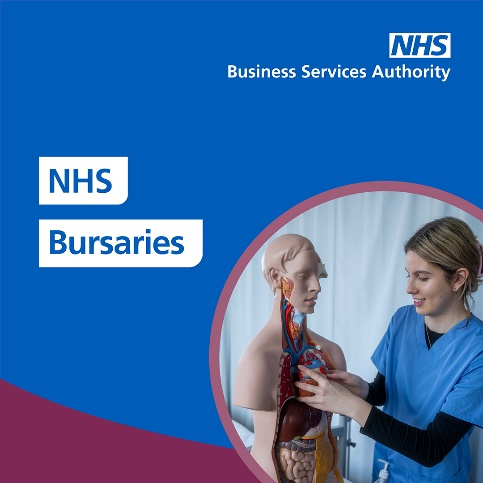 NHS
Business Services Authority
NHS
Bursaries